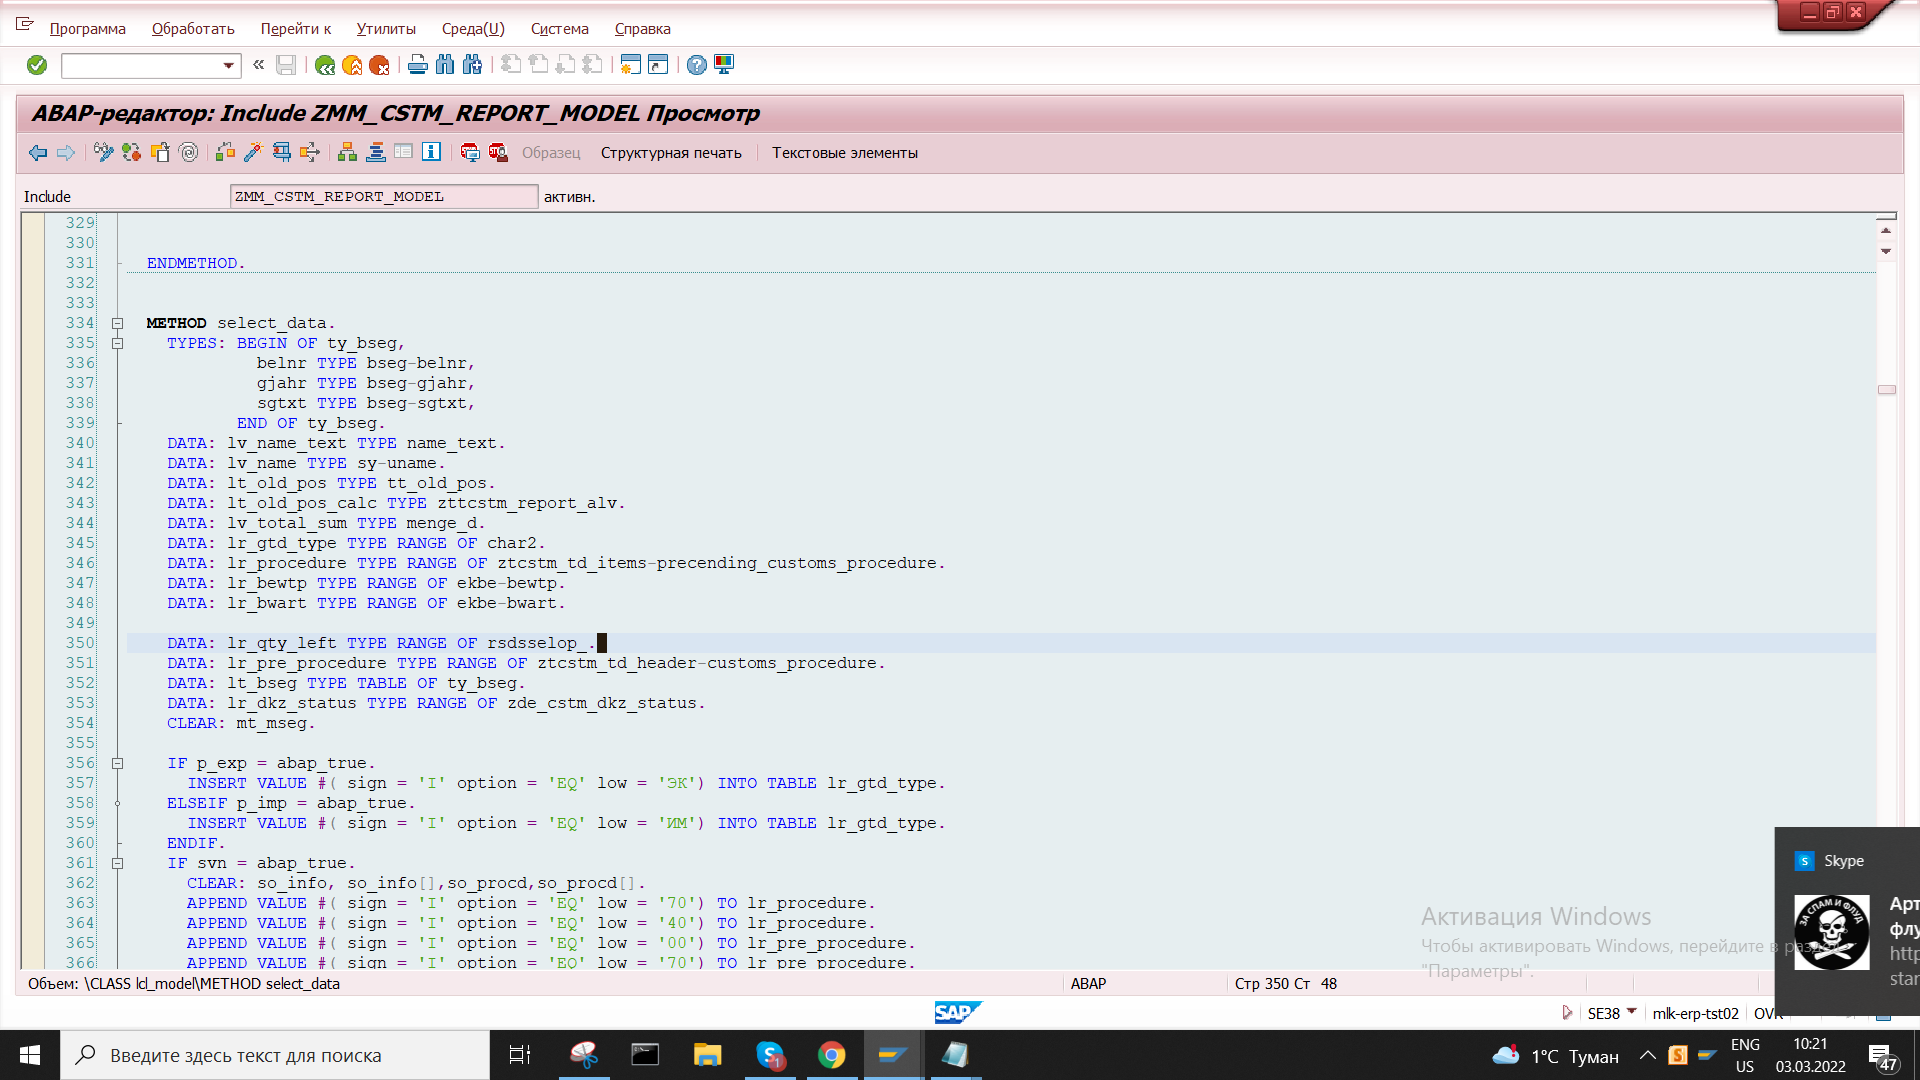 Программа Обработать Перейти к Утилиты Среда(U) Система Справка
ABAP-редактор: Include ZMM_CSTM_REPORT_MODEL Просмотр
Образец Структурная печать Текстовые элементы
Include ZMM_CSTM_REPORT_MODEL активн.
329
330
331 ENDMETHOD.
332
333
334 METHOD select_data.
335 TYPES: BEGIN OF ty_bseg,
336 belnr TYPE bseg-belnr,
337 gjahr TYPE bseg-gjahr,
338 sgtxt TYPE bseg-sgtxt,
339 END OF ty_bseg.
340 DATA: lv_name_text TYPE name_text.
341 DATA: lv_name TYPE sy-uname.
342 DATA: lt_old_pos TYPE tt_old_pos.
343 DATA: lt_old_pos_calc TYPE zttcstm_report_alv.
344 DATA: lv_total_sum TYPE menge_d.
345 DATA: lr_gtd_type TYPE RANGE OF char2.
346 DATA: lr_procedure TYPE RANGE OF ztcstm_td_items-precending_customs_procedure.
347 DATA: lr_bewtp TYPE RANGE OF ekbe-bewtp.
348 DATA: lr_bwart TYPE RANGE OF ekbe-bwart.
349
350 DATA: lr_qty_left TYPE RANGE OF rsdsselop_.
351 DATA: lr_pre_procedure TYPE RANGE OF ztcstm_td_header-customs_procedure.
352 DATA: lt_bseg TYPE TABLE OF ty_bseg.
353 DATA: lr_dkz_status TYPE RANGE OF zde_cstm_dkz_status.
354 CLEAR: mt_mseg.
355
356 IF p_exp = abap_true.
357 INSERT VALUE #( sign = 'I' option = 'EQ' low = 'ЭК') INTO TABLE lr_gtd_type.
358 ELSEIF p_imp = abap_true.
359 INSERT VALUE #( sign = 'I' option = 'EQ' low = 'ИМ') INTO TABLE lr_gtd_type.
360 ENDIF.
361 IF svn = abap_true.
362 CLEAR: so_info, so_info[],so_procd,so_procd[].
363 APPEND VALUE #( sign = 'I' option = 'EQ' low = '70') TO lr_procedure.
364 APPEND VALUE #( sign = 'I' option = 'EQ' low = '40') TO lr_procedure.
365 APPEND VALUE #( sign = 'I' option = 'EQ' low = '00') TO lr_pre_procedure.
366 APPEND VALUE #( sign = 'I' option = 'EQ' low = '70') TO lr_pre_procedure.
Skype
ЗА СПАМ И ФЛУД
Арт
флу
http
star
Активация Windows
Чтобы активировать Windows, перейдите в раздел
"Параметры".
Объем: \CLASS lcl_model\METHOD select_data ABAP Стр 350 Ст 48
SAP SE38 mlk-erp-tst02 OVR
Введите здесь текст для поиска
1 1°C Туман ENG US 10:21 03.03.2022 47